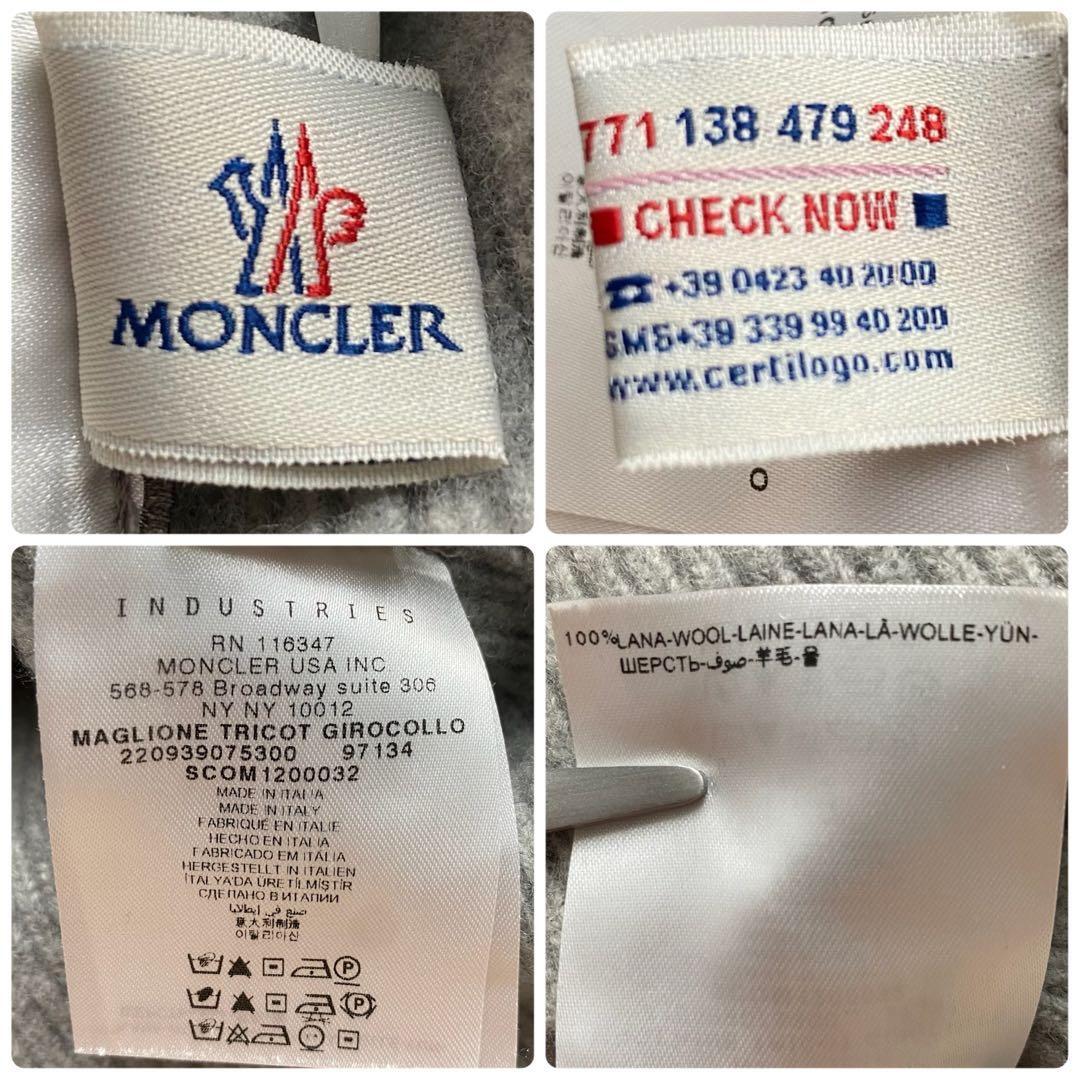 MONCLER
771 138 479 248
CHECK NOW
+39 0423 40 20 00
SMS+39 339 99 40 200
www.certilogo.com
O
INDUSTRIES
RN 116347
MONCLER USA INC
568-578 Broadway suite 306
NY NY 10012
MAGLIONE TRICOT GIROCOLLO
220939075300 97134
SCOM1200032
MADE IN ITALIA
MADE IN ITALY
FABRIQUÉ EN ITALIE
HECHO EN ITALIA
FABRICADO EM ITÁLIA
HERGESTELLT IN ITALIEN
İTALYA'DA ÜRETİLMİŞTİR
СДЕЛАНО В ИТАЛИИ
صنع في إيطاليا
意大利制造
이탈리아산
P
P
100%LANA-WOOL-LAINE-LANA-LÃ-WOLLE-YÜN-
ШЕРСТЬ-صوف-羊毛-울